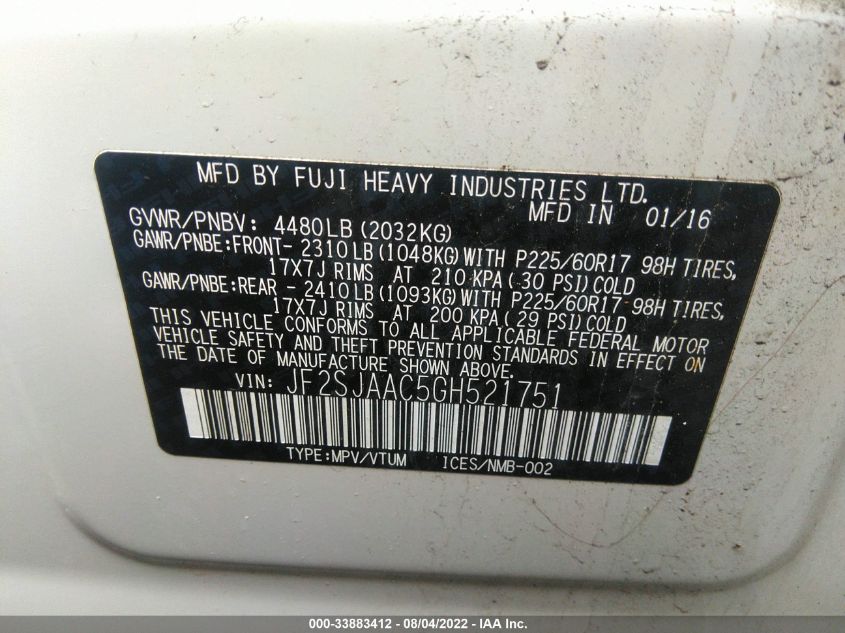 MFD BY FUJI HEAVY INDUSTRIES LTD.
MFD IN 01/16
GVWR/PNBV: 4480LB (2032KG)
GAWR/PNBE:FRONT- 2310LB (1048KG) WITH P225/60R17 98H TIRES,
17X7J RIMS AT 210 KPA( 30 PSI) COLD
GAWR/PNBE:REAR - 2410LB (1093KG) WITH P225/60R17 98H TIRES,
17X7J RIMS AT 200 KPA( 29 PSI) COLD
THIS VEHICLE CONFORMS TO ALL APPLICABLE FEDERAL MOTOR
VEHICLE SAFETY AND THEFT PREVENTION STANDARDS IN EFFECT ON
THE DATE OF MANUFACTURE SHOWN ABOVE.
VIN: JF2SJAAC5GH521751
TYPE:MPV/VTUM ICES/NMB-002
000-33883412 - 08/04/2022 - IAA Inc.